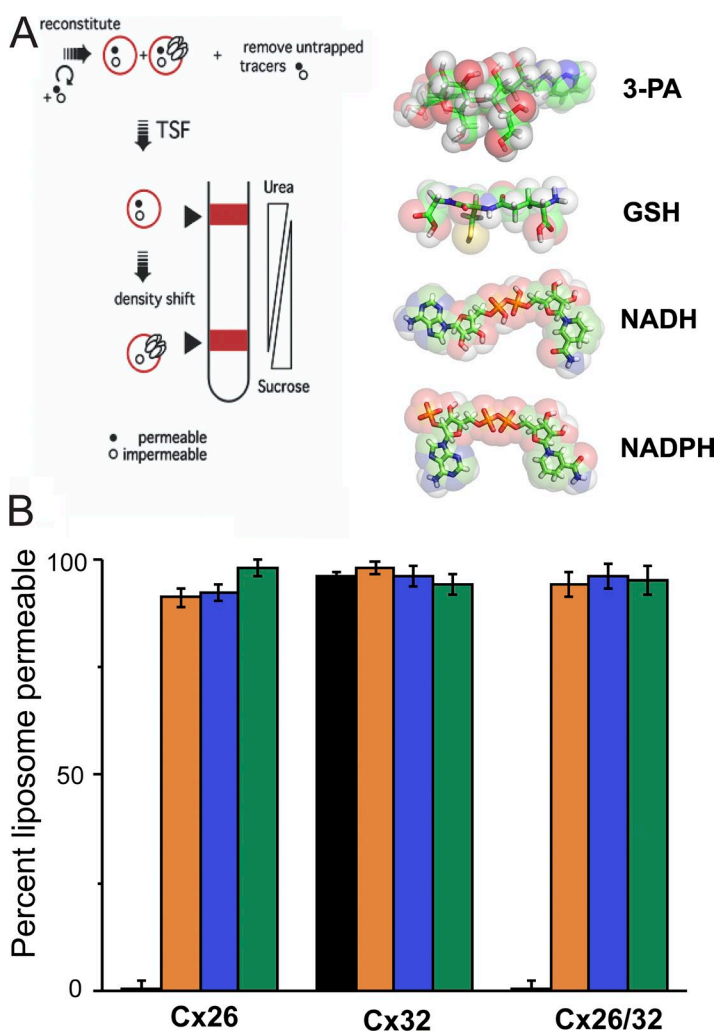 A
reconstitute
+
+
remove untrapped
tracers
+
TSF
Urea
density shift
Sucrose
permeable
impermeable
3-PA
GSH
NADH
NADPH
B
Percent liposome permeable
100
50
0
Cx26
Cx32
Cx26/32